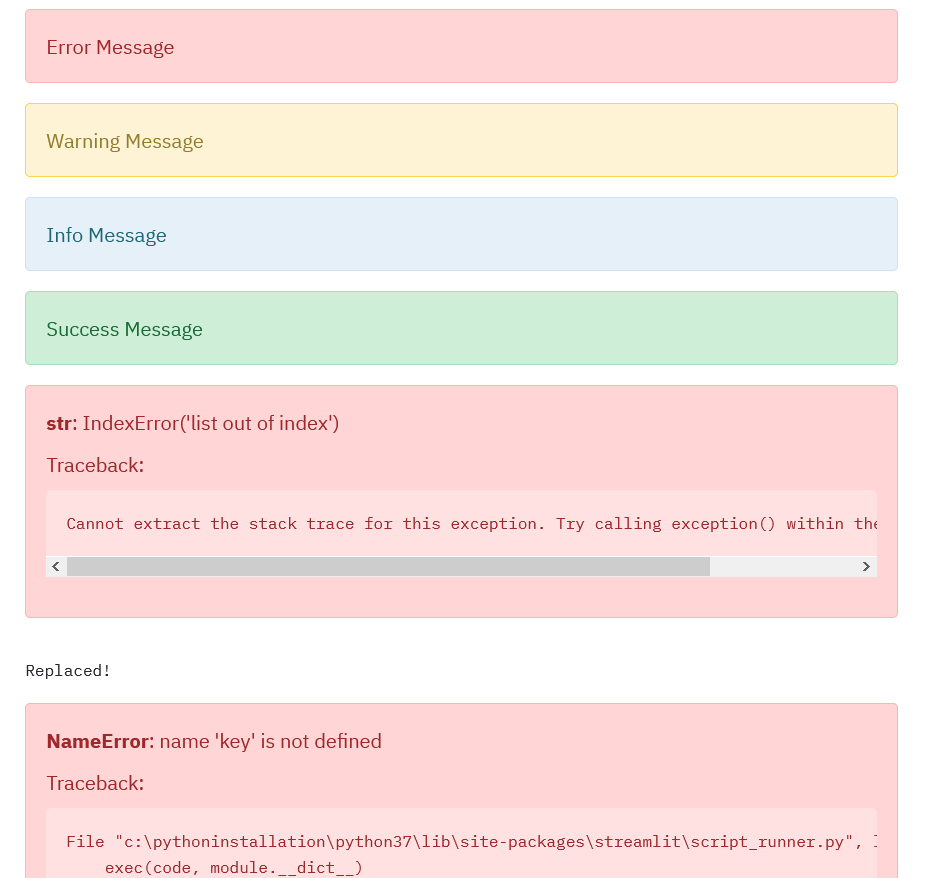 Error Message
Warning Message
Info Message
Success Message
str: IndexError('list out of index')
Traceback:
Cannot extract the stack trace for this exception. Try calling exception() within the
Replaced!
NameError: name 'key' is not defined
Traceback:
File "c:\pythoninstallation\python37\lib\site-packages\streamlit\script_runner.py",
exec(code, module.__dict__)